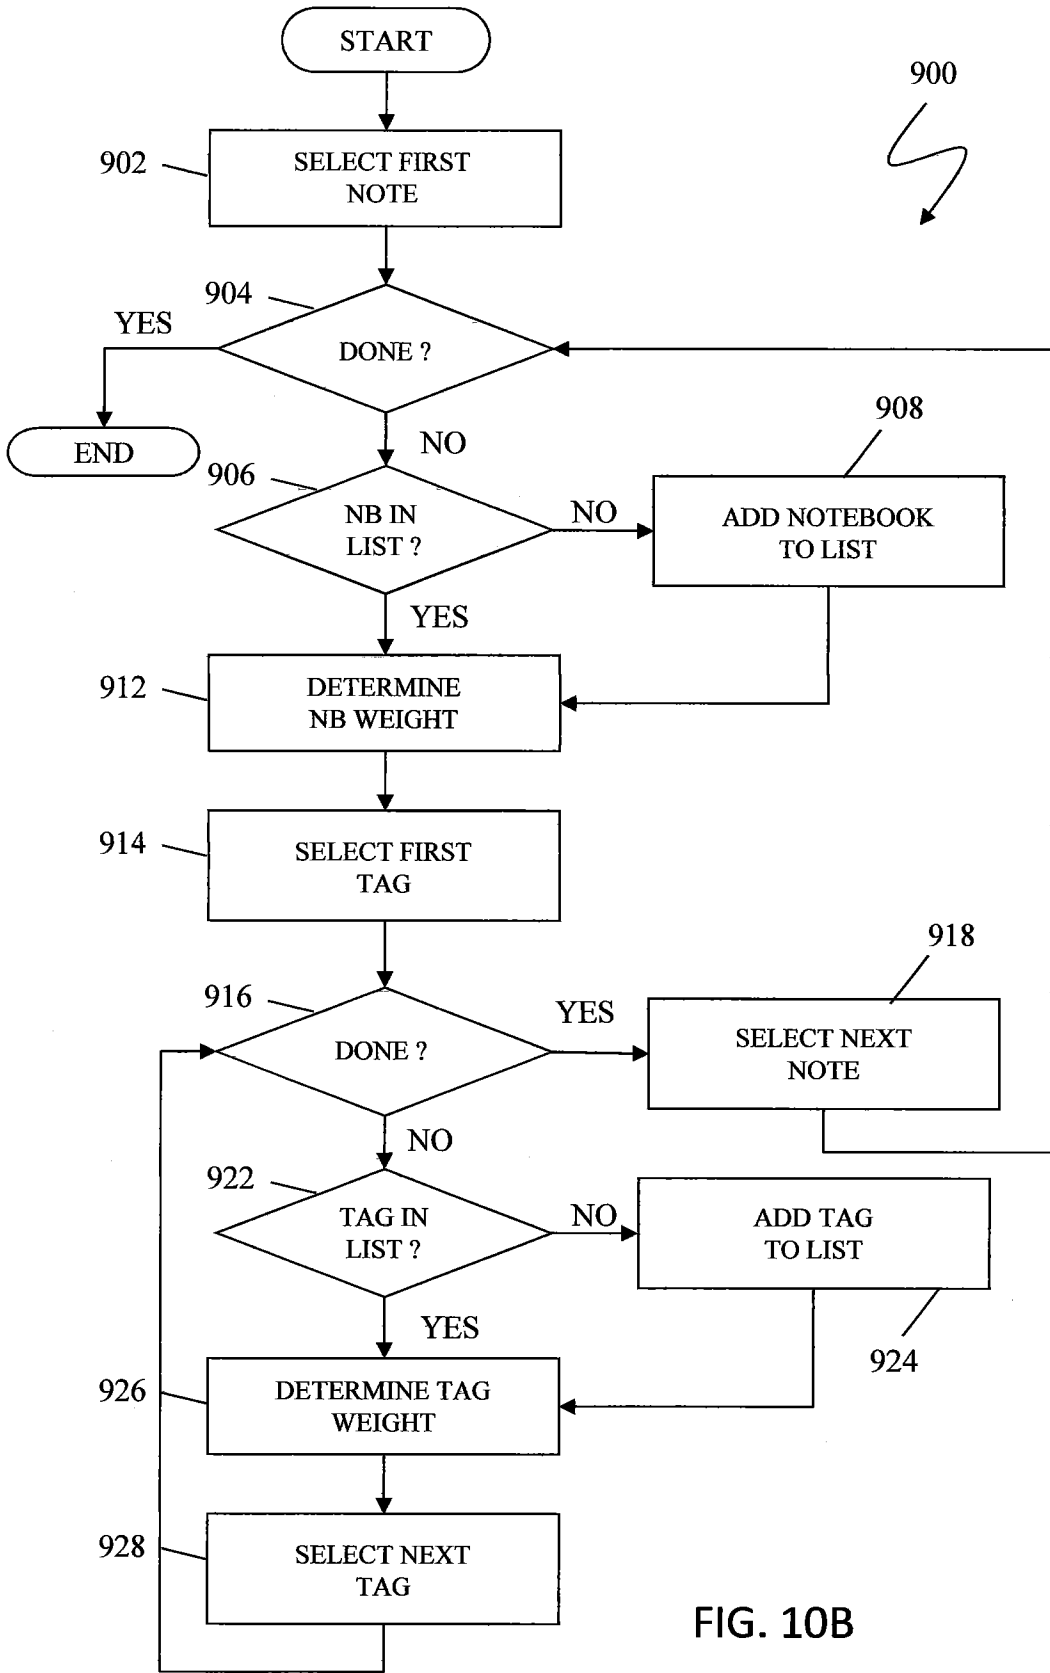 START
900
902
SELECT FIRST
NOTE
904
YES
DONE ?
908
END
NO
906
NB IN
LIST ?
NO
ADD NOTEBOOK
TO LIST
YES
912
DETERMINE
NB WEIGHT
914
SELECT FIRST
TAG
918
916
YES
DONE ?
SELECT NEXT
NOTE
NO
922
TAG IN
LIST ?
NO
ADD TAG
TO LIST
YES
924
926
DETERMINE TAG
WEIGHT
928
SELECT NEXT
TAG
FIG. 10B